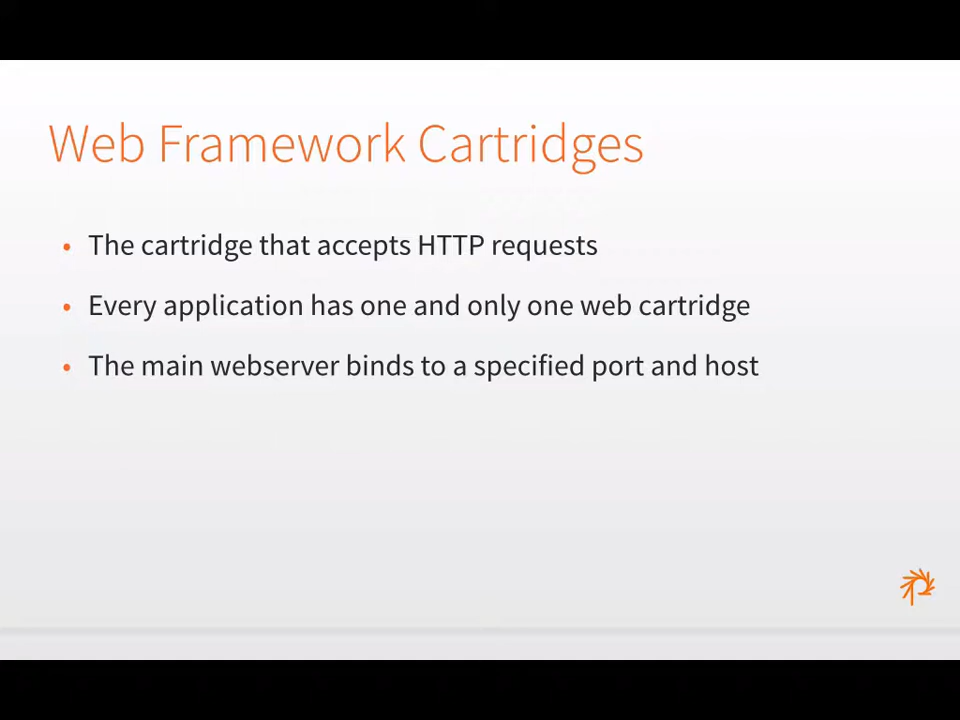 Web Framework Cartridges
• The cartridge that accepts HTTP requests
• Every application has one and only one web cartridge
• The main webserver binds to a specified port and host